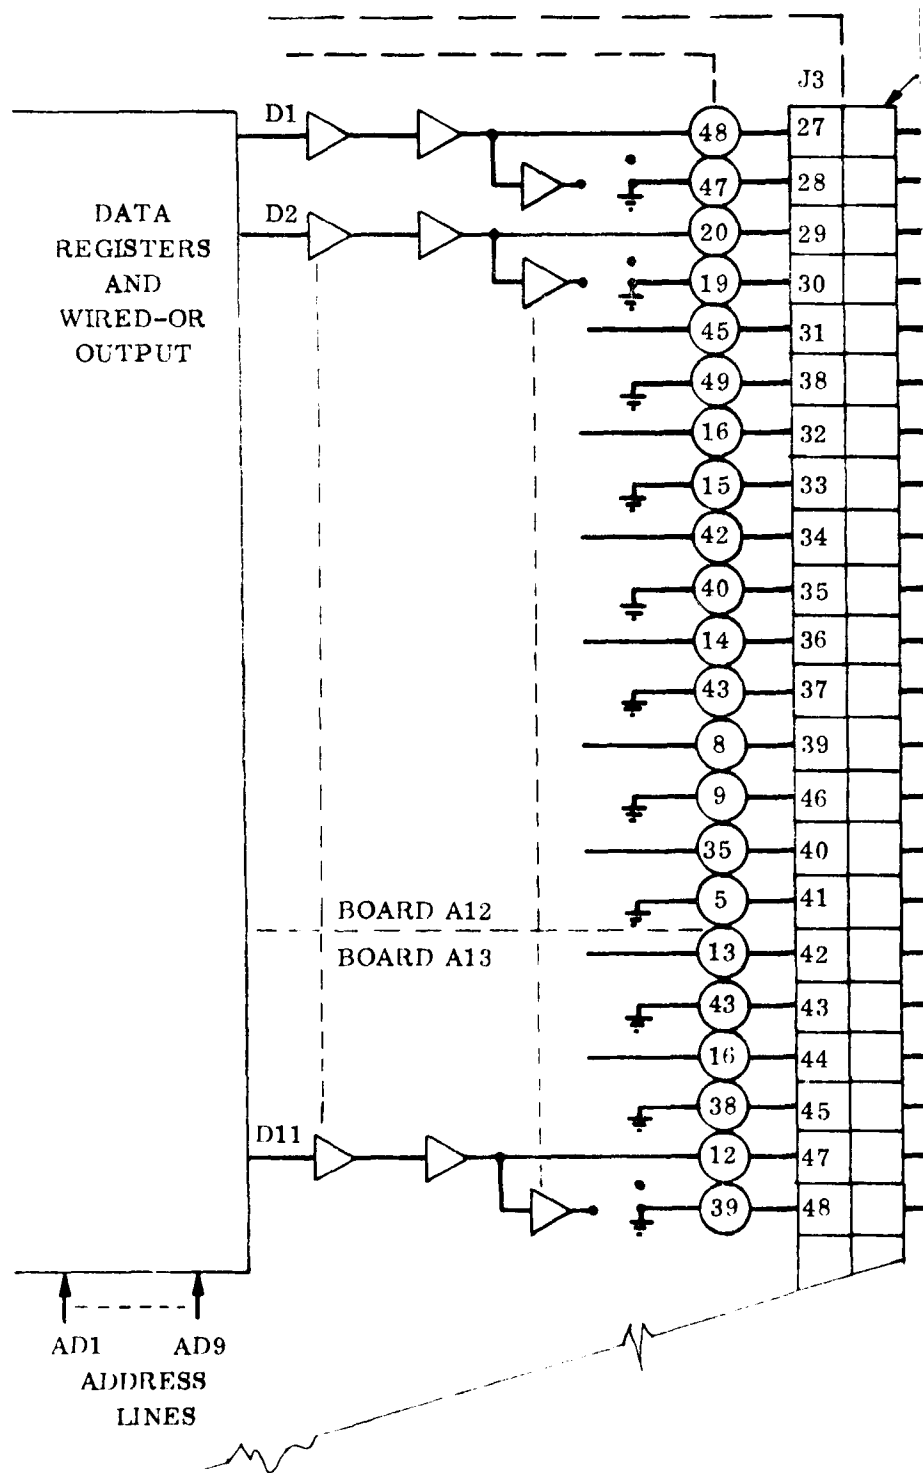 J3
D1
48 27
47 28
DATA
REGISTERS
AND
WIRED-OR
OUTPUT
D2
20 29
19 30
45 31
49 38
16 32
15 33
42 34
40 35
14 36
43 37
8 39
9 46
35 40
5 41
BOARD A12
BOARD A13
13 42
43 43
16 44
38 45
D11
12 47
39 48
AD1 AD9
ADDRESS
LINES